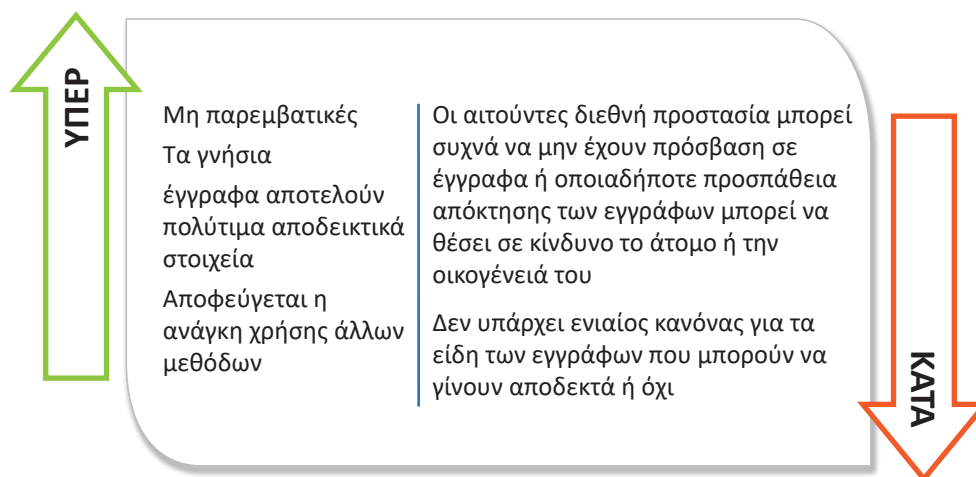 ΥΠΕΡ
Μη παρεμβατικές
Τα γνήσια
έγγραφα αποτελούν
πολύτιμα αποδεικτικά
στοιχεία
Αποφεύγεται η
ανάγκη χρήσης άλλων
μεθόδων
Οι αιτούντες διεθνή προστασία μπορεί
συχνά να μην έχουν πρόσβαση σε
έγγραφα ή οποιαδήποτε προσπάθεια
απόκτησης των εγγράφων μπορεί να
θέσει σε κίνδυνο το άτομο ή την
οικογένειά του
Δεν υπάρχει ενιαίος κανόνας για τα
είδη των εγγράφων που μπορούν να
γίνουν αποδεκτά ή όχι
ΚΑΤΑ